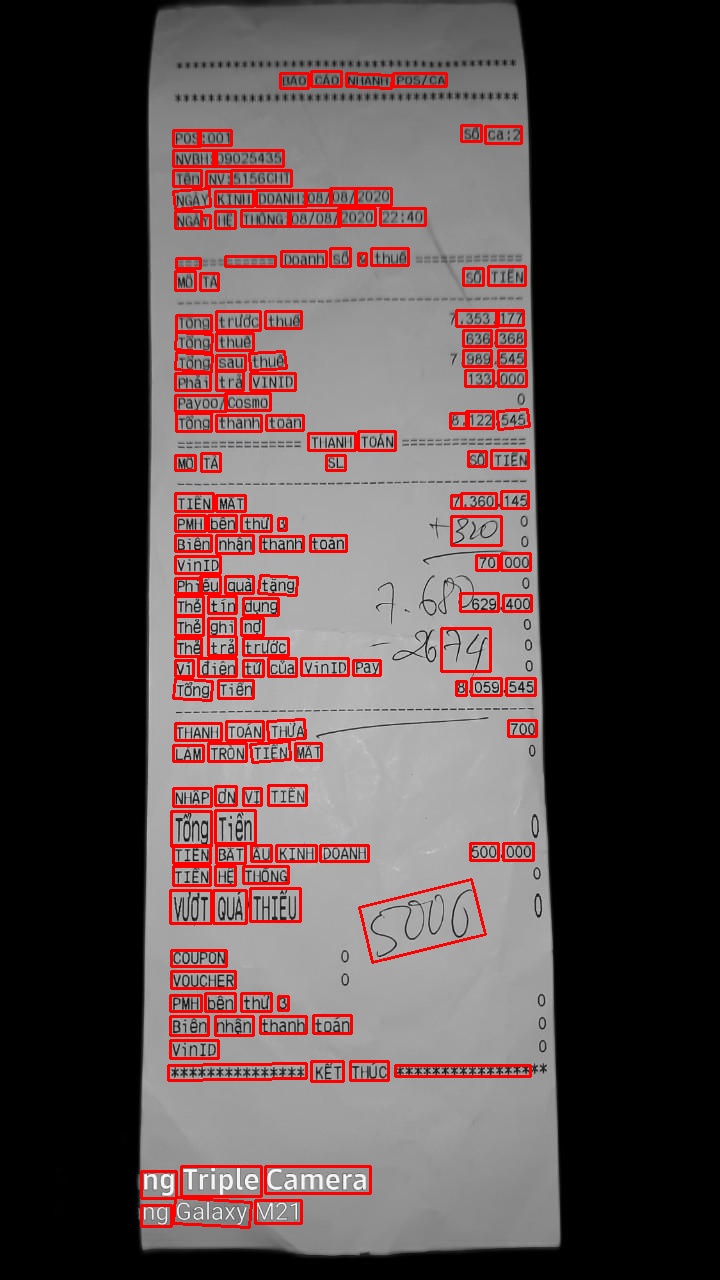 ************************************
BÁO CÁO NHANH POS/CA
************************************
POS:001 SỐ ca:2
NVBH:09025435
Tên NV:5156CHT
NGÀY KINH DOANH:08/08/2020
NGÀY HỆ THỐNG:08/08/2020 22:40
Doanh số v thuế
MÔ TẢ SỐ TIỀN
Tổng trước thuế 7.353.177
Tổng thuế 636.368
Tổng sau thuế 7 989.545
Phải trả VINID 133.000
Payoo/Cosmo 0
Tổng thanh toán 8.122.545
============== THANH TOÁN ==============
MÔ TẢ SL SỐ TIỀN
TIỀN MẶT 7.360.145
PMH bên thứ 3 0
+320
Biên nhận thanh toán 0
VinID 70.000
Phiếu quà tặng 0
7.680
Thẻ tín dụng 629.400
Thẻ ghi nợ 0
Thẻ trả trước 0
-2674
Ví điện tử của VinID Pay 0
Tổng Tiền 8.059.545
THANH TOÁN THỪA 700
LÀM TRÒN TIỀN MẶT 0
NHẬP ƠN VỊ TIỀN
Tổng Tiền 0
TIỀN BẮT ẦU KINH DOANH 500.000
TIỀN HỆ THỐNG 0
VƯỢT QUÁ THIẾU 0
5000
COUPON 0
VOUCHER 0
PMH bên thứ 3 0
Biên nhận thanh toán 0
VinID 0
*************** KẾT THÚC *****************
ng Triple Camera
ng Galaxy M21